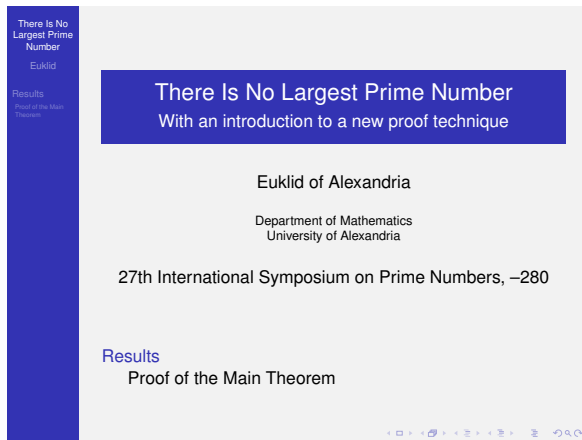 There Is No
Largest Prime
Number
Euklid
Results
Proof of the Main
Theorem
There Is No Largest Prime Number
With an introduction to a new proof technique
Euklid of Alexandria
Department of Mathematics
University of Alexandria
27th International Symposium on Prime Numbers, –280
Results
Proof of the Main Theorem